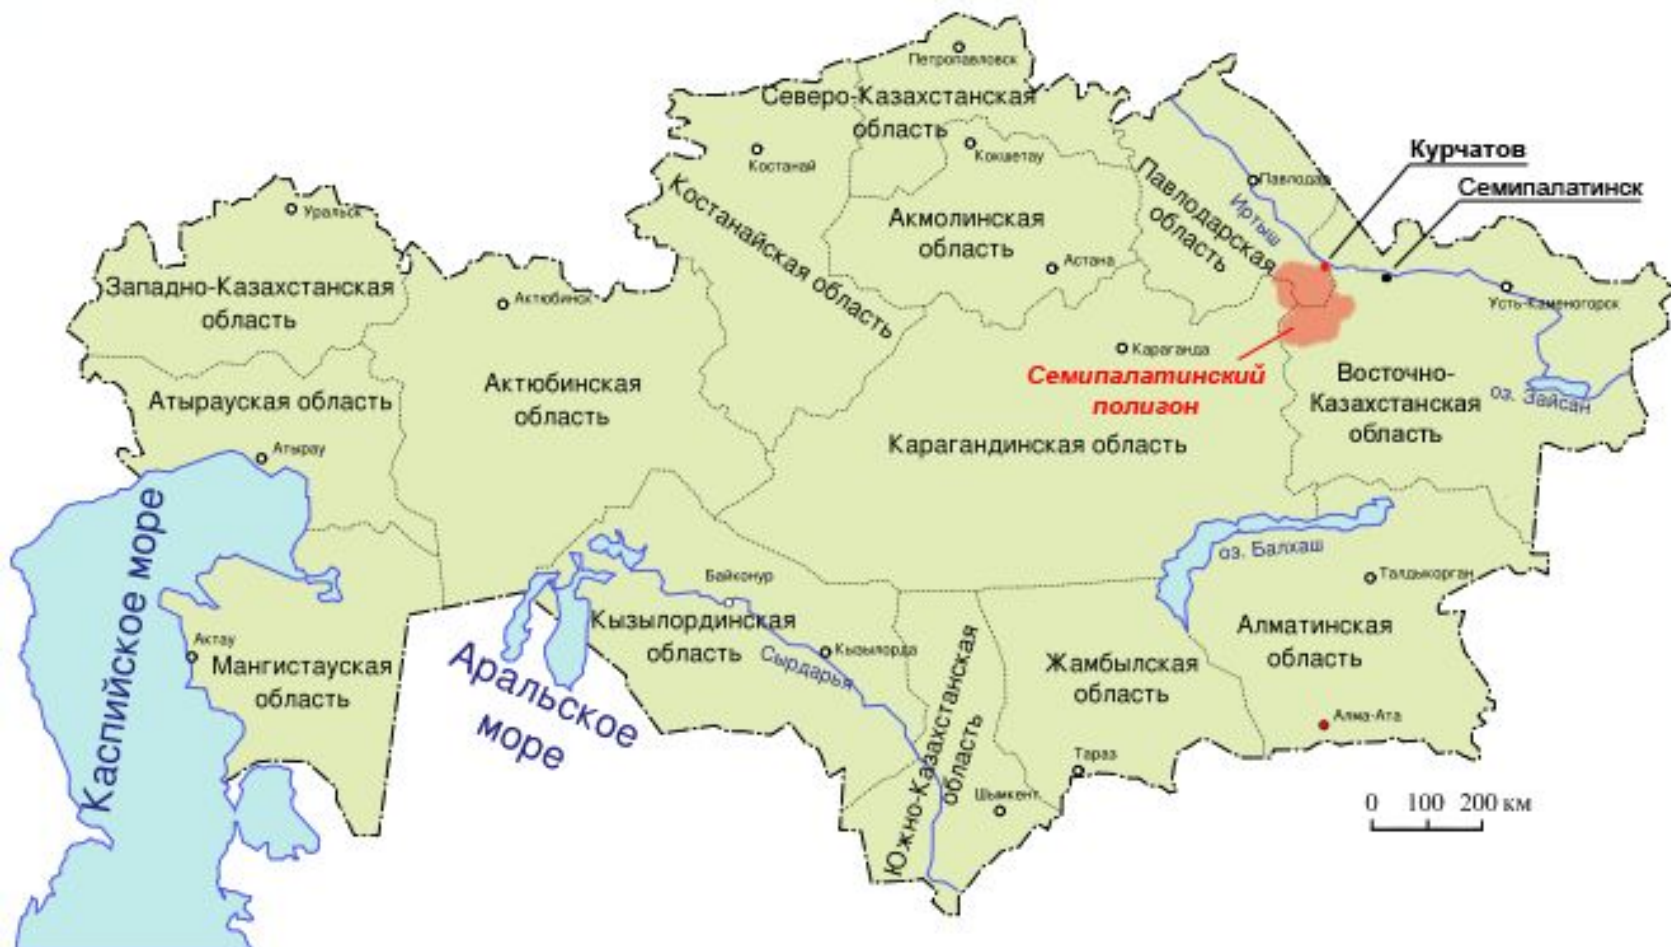 Петропавловск
Северо-Казахстанская
область
Костанай
Кокшетау
Курчатов
Семипалатинск
Павлодар
Павлодарская
область
Иртыш
Уральск
Костанайская область
Акмолинская
область
Астана
Западно-Казахстанская
область
Актюбинск
Усть-Каменогорск
Караганда
Семипалатинский
полигон
Восточно-
Казахстанская
область
оз. Зайсан
Атырауская область
Актюбинская
область
Карагандинская область
Атырау
Каспийское море
оз. Балхаш
Талдыкорган
Байконур
Кызылординская
область
Сырдарья
Кызылорда
Актау
Мангистауская
область
Аральское
море
Южно-Казахстанская
область
Жамбылская
область
Алматинская
область
Алма-Ата
Тараз
Шымкент
0 100 200 км